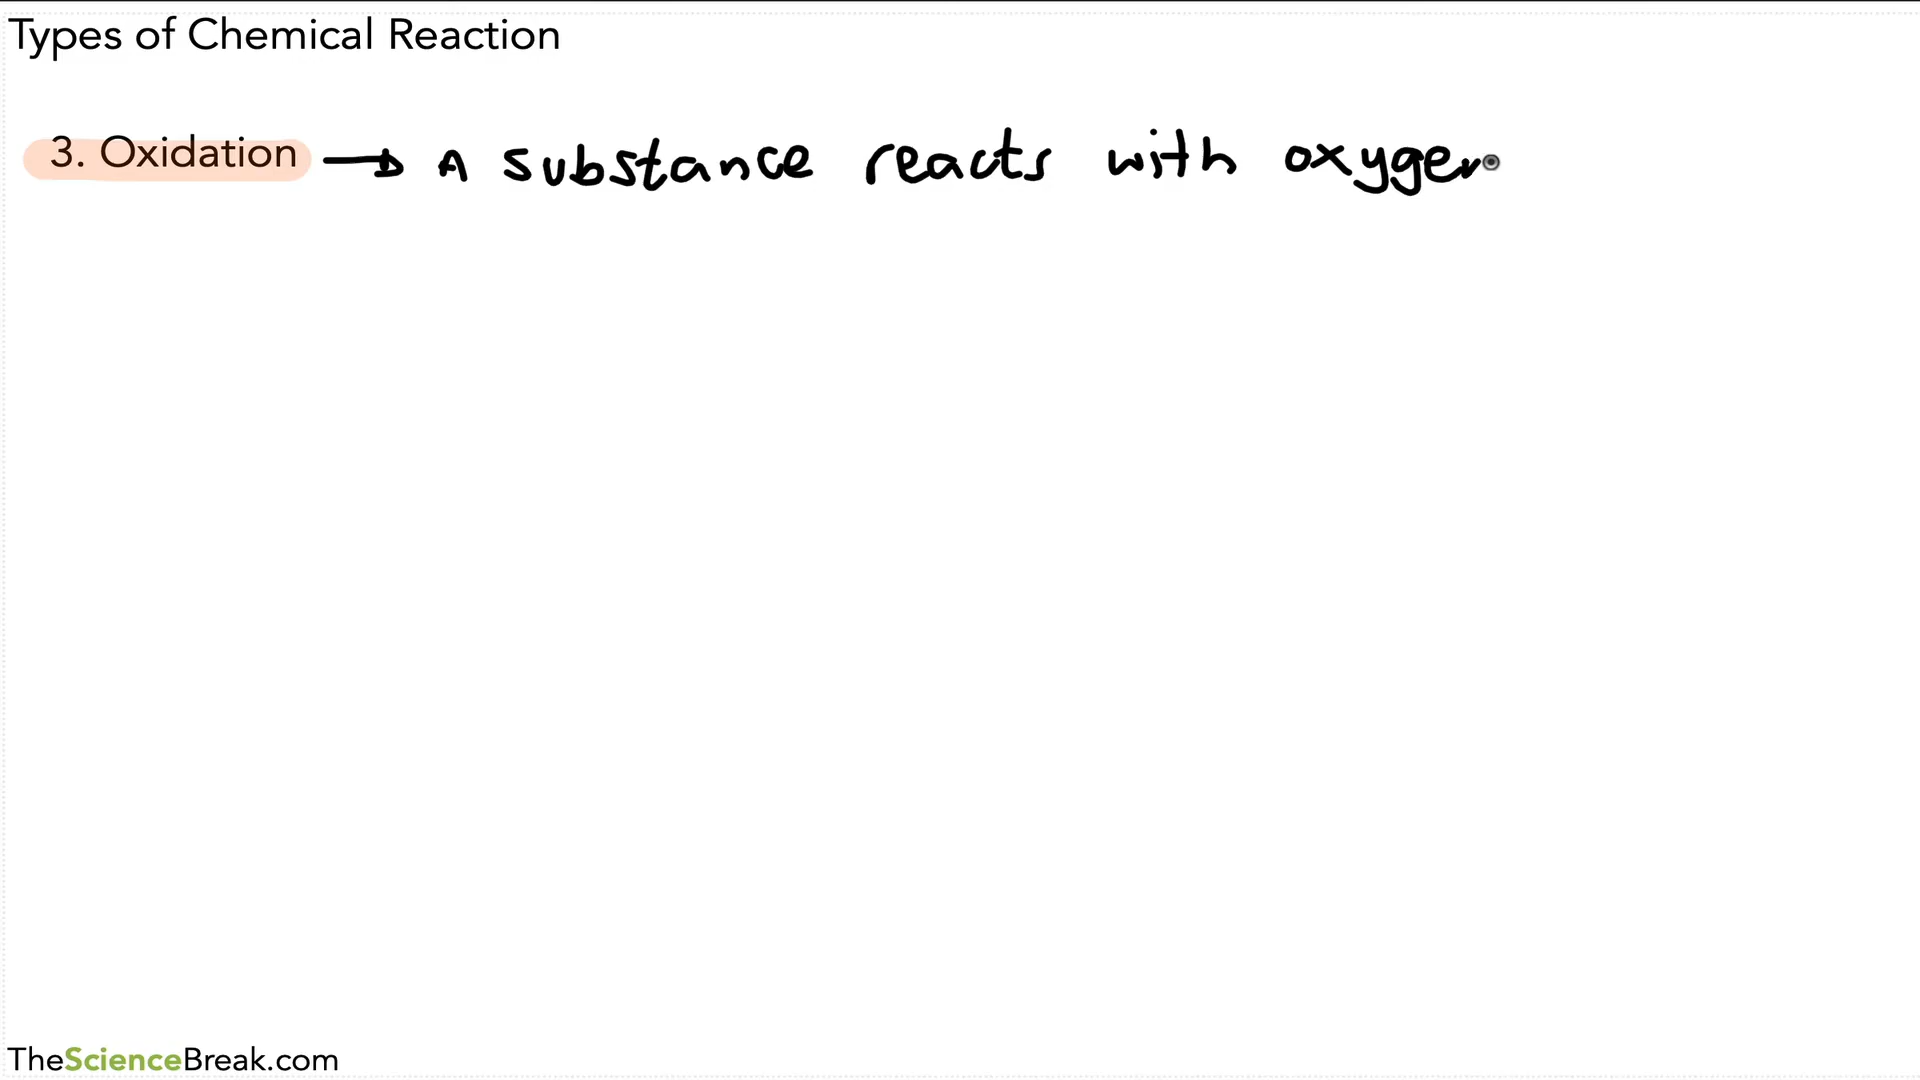 Types of Chemical Reaction
3. Oxidation → A substance reacts with oxygen
TheScienceBreak.com